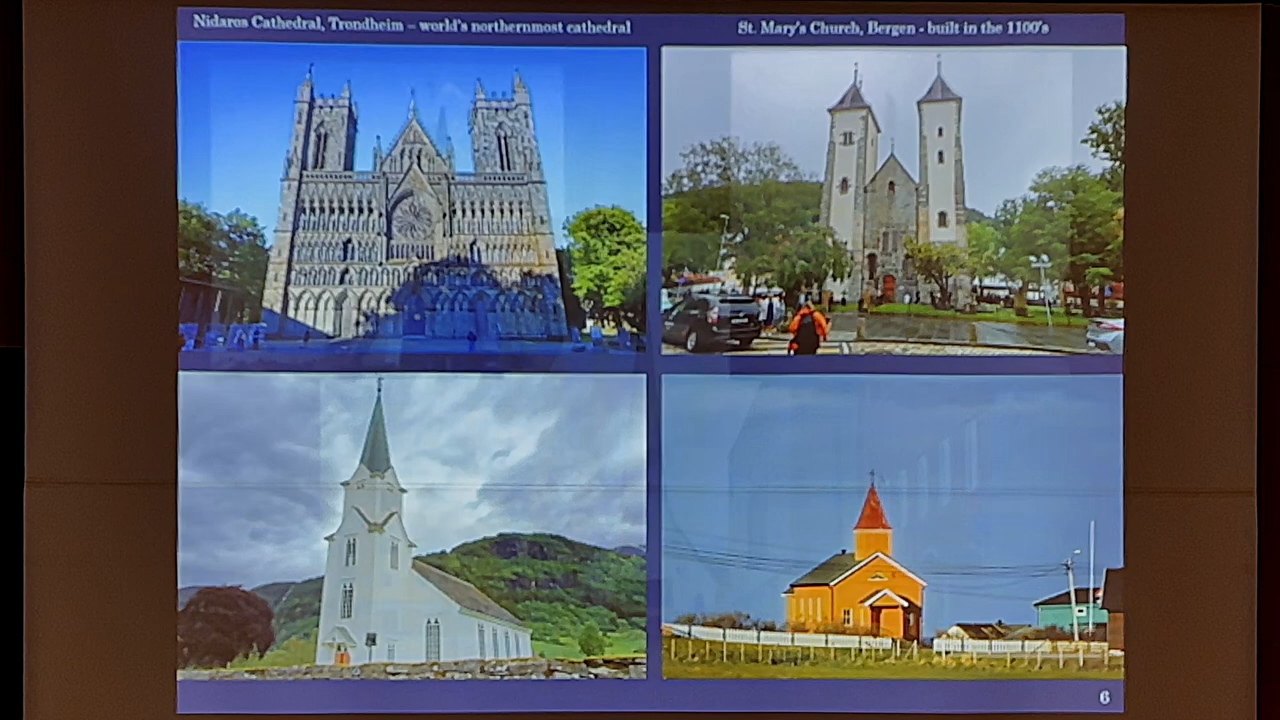 Nidaros Cathedral, Trondheim – world's northernmost cathedral
St. Mary's Church, Bergen - built in the 1100's
6